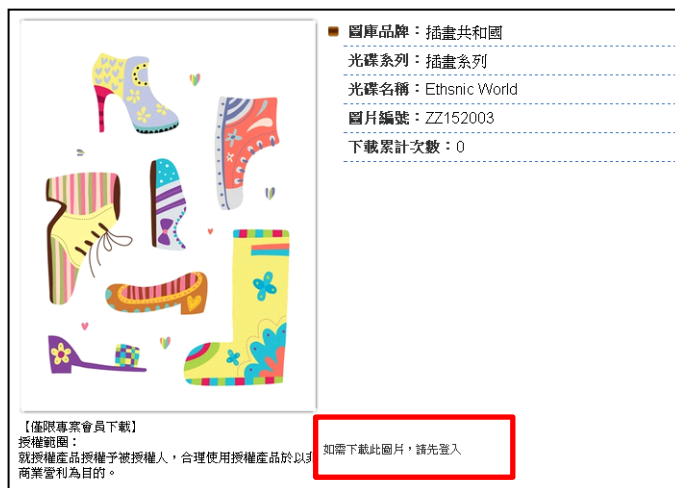 圖庫品牌：插畫共和國
光碟系列：插畫系列
光碟名稱：Ethsnic World
圖片編號：ZZ152003
下載累計次數：0
【僅限專案會員下載】
授權範圍：
就授權產品授權予被授權人，合理使用授權產品於以非
商業營利為目的。
如需下載此圖片，請先登入